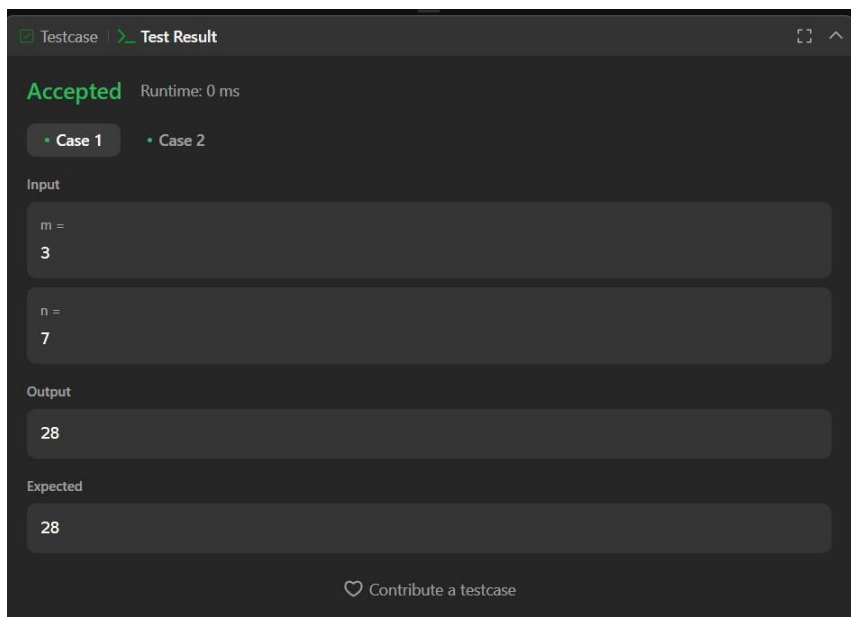 Testcase | >_ Test Result
Accepted Runtime: 0 ms
• Case 1 • Case 2
Input
m =
3
n =
7
Output
28
Expected
28
Contribute a testcase